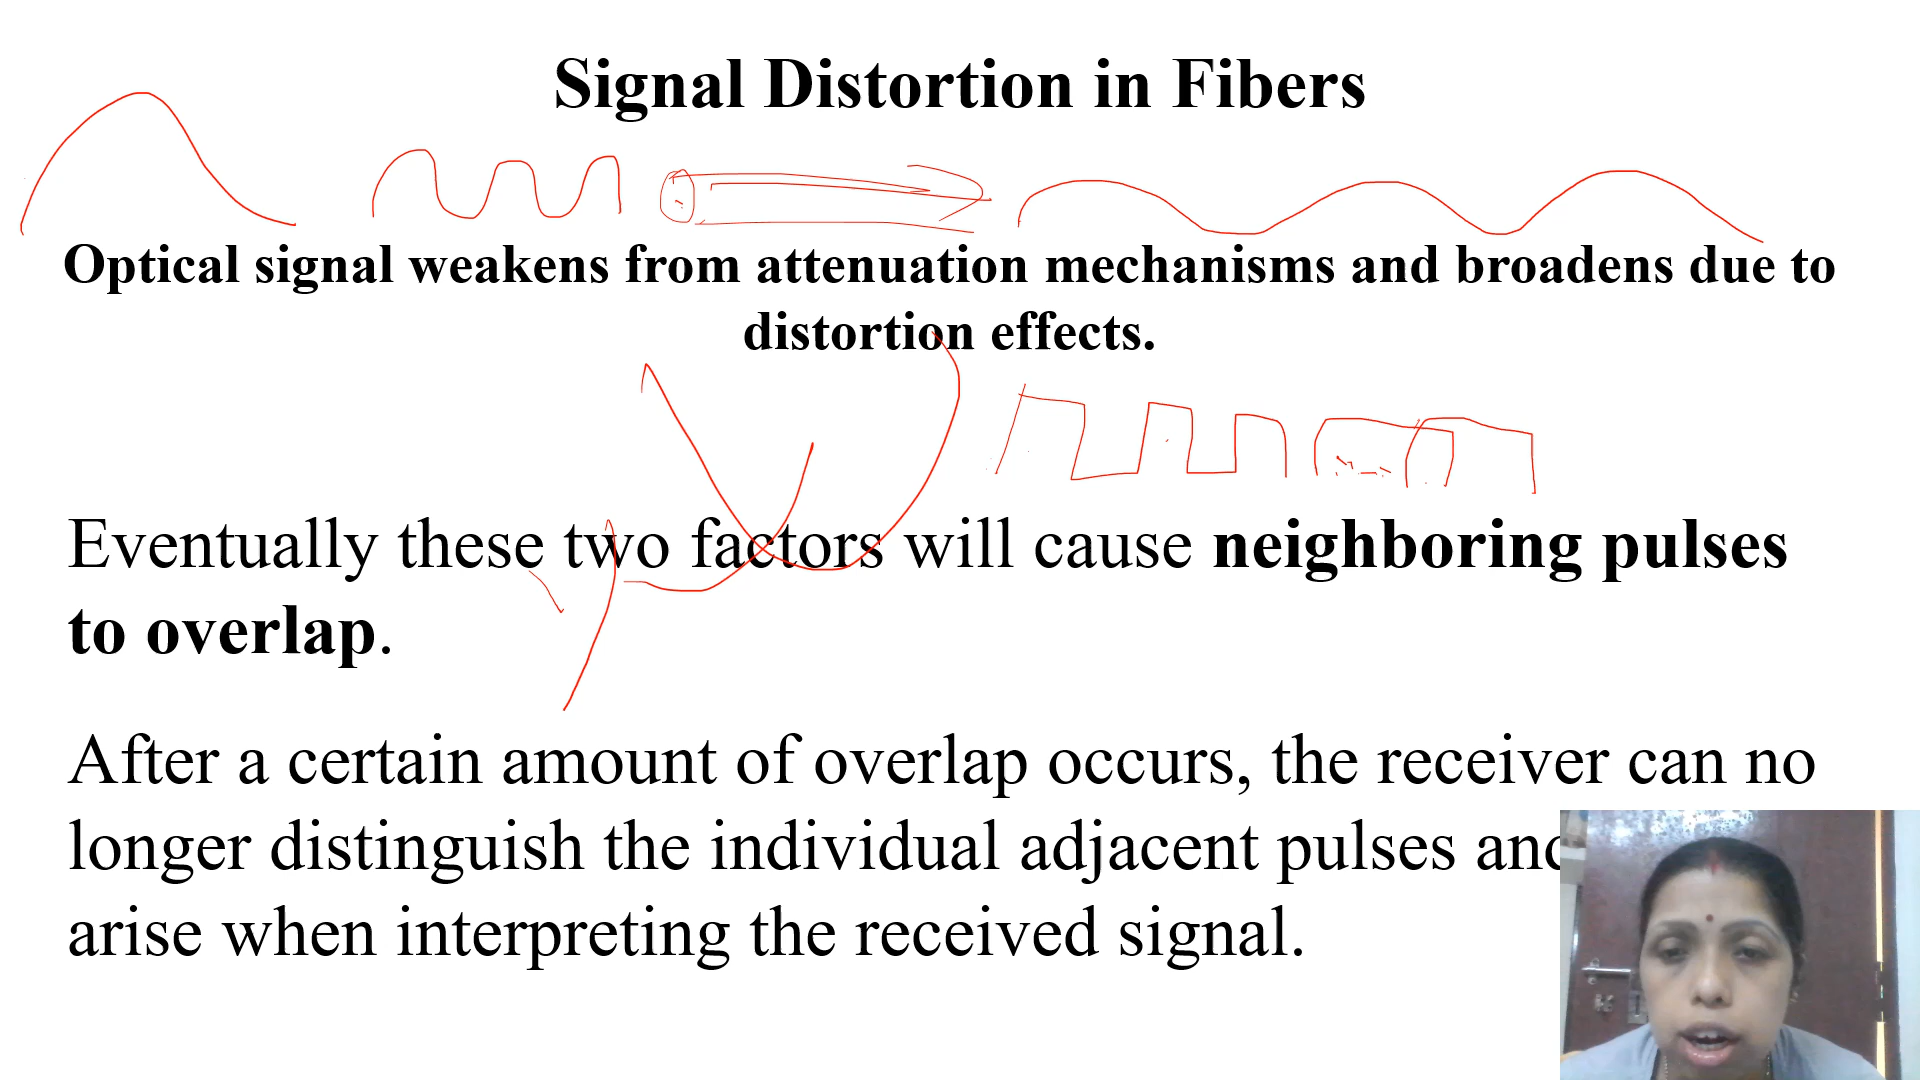 Signal Distortion in Fibers
Optical signal weakens from attenuation mechanisms and broadens due to
distortion effects.
Eventually these two factors will cause neighboring pulses
to overlap.
After a certain amount of overlap occurs, the receiver can no
longer distinguish the individual adjacent pulses and
arise when interpreting the received signal.